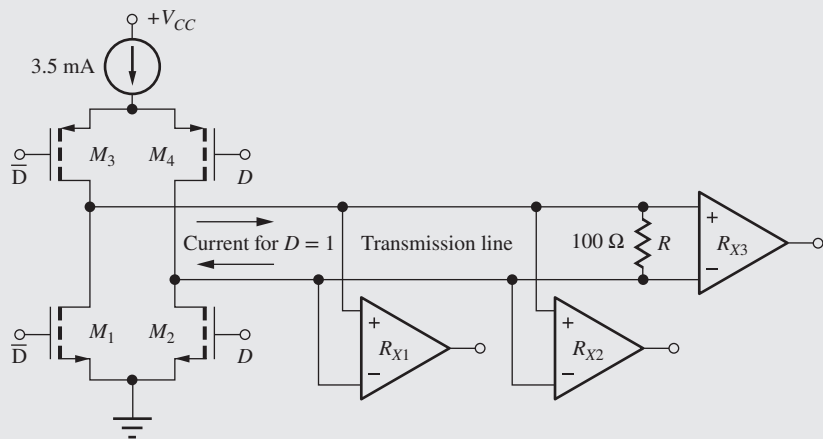 +V_CC
3.5 mA
M_3 M_4
D̅ D
Current for D = 1 Transmission line 100 Ω R
+
−
R_X3
M_1 M_2
D̅ D
+
−
R_X1
+
−
R_X2